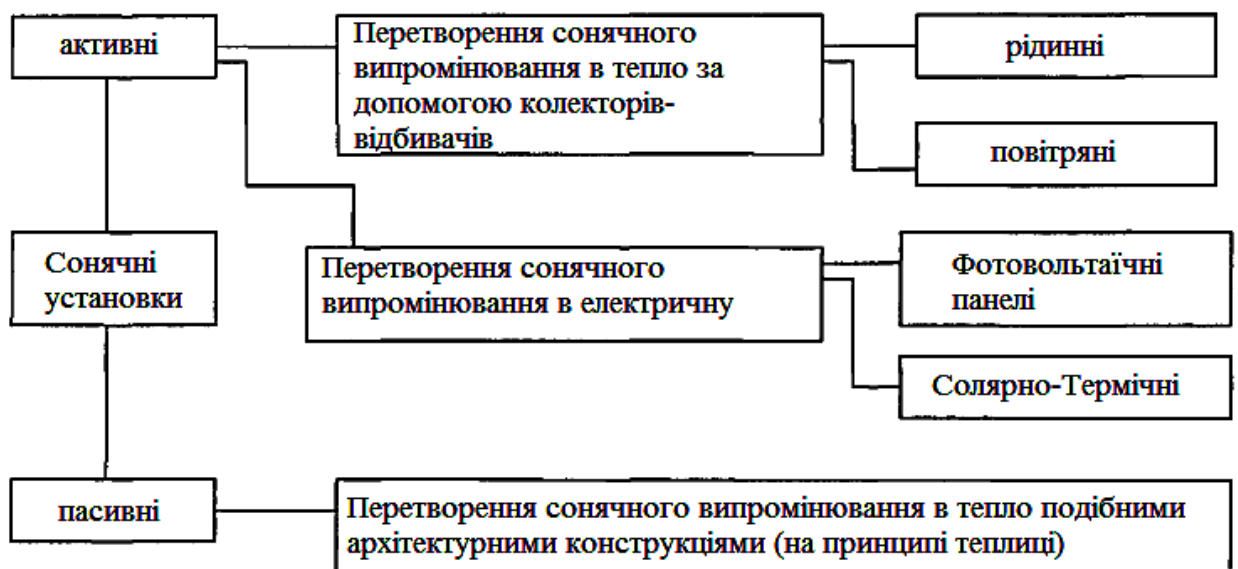 активні
Перетворення сонячного
випромінювання в тепло за
допомогою колекторів-
відбивачів
рідинні
повітряні
Сонячні
установки
Перетворення сонячного
випромінювання в електричну
Фотовольтаїчні
панелі
Солярно-Термічні
пасивні
Перетворення сонячного випромінювання в тепло подібними
архітектурними конструкціями (на принципі теплиці)